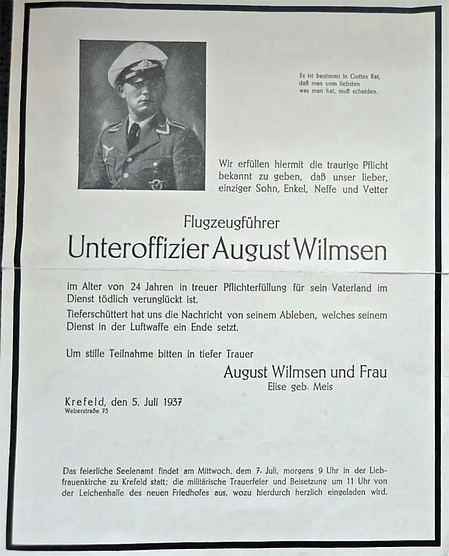 Es ist bestimmt in Gottes Rat,
daß man vom liebsten
was man hat, muß scheiden.
Wir erfüllen hiermit die traurige Pflicht
bekannt zu geben, daß unser lieber,
einziger Sohn, Enkel, Neffe und Vetter
Flugzeugführer
Unteroffizier August Wilmsen
im Alter von 24 Jahren in treuer Pflichterfüllung für sein Vaterland im
Dienst tödlich verunglückt ist.
Tieferschüttert hat uns die Nachricht von seinem Ableben, welches seinem
Dienst in der Luftwaffe ein Ende setzt.
Um stille Teilnahme bitten in tiefer Trauer
August Wilmsen und Frau
Elise geb. Meis
Krefeld, den 5. Juli 1937
Weberstraße 73
Das feierliche Seelenamt findet am Mittwoch, dem 7. Juli, morgens 9 Uhr in der Lieb-
frauenkirche zu Krefeld statt; die militärische Trauerfeier und Beisetzung um 11 Uhr von
der Leichenhalle des neuen Friedhofes aus, wozu hierdurch herzlich eingeladen wird.